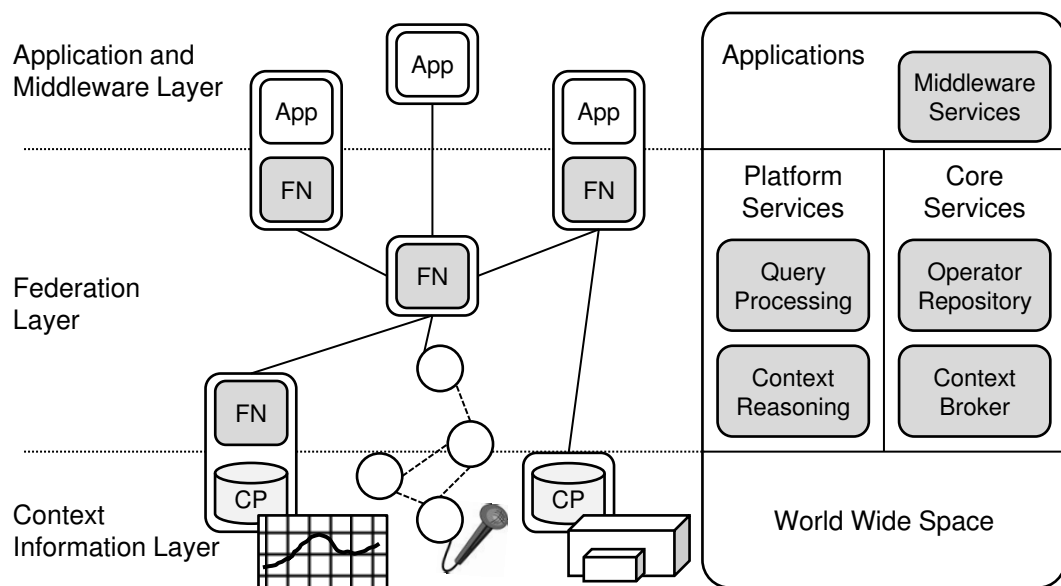 Application and
Middleware Layer
App
App
App
FN
FN
Federation
Layer
FN
FN
Context
Information Layer
CP
CP
Applications
Middleware
Services
Platform
Services
Core
Services
Query
Processing
Operator
Repository
Context
Reasoning
Context
Broker
World Wide Space